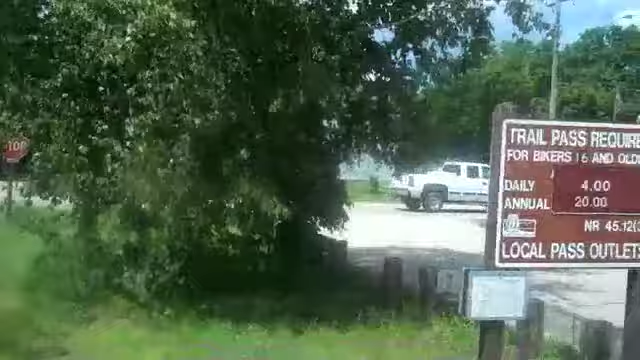 TRAIL PASS REQUIRE
FOR BIKERS 16 AND OLD
DAILY 4.00
ANNUAL 20.00
NR 45.12(
LOCAL PASS OUTLETS